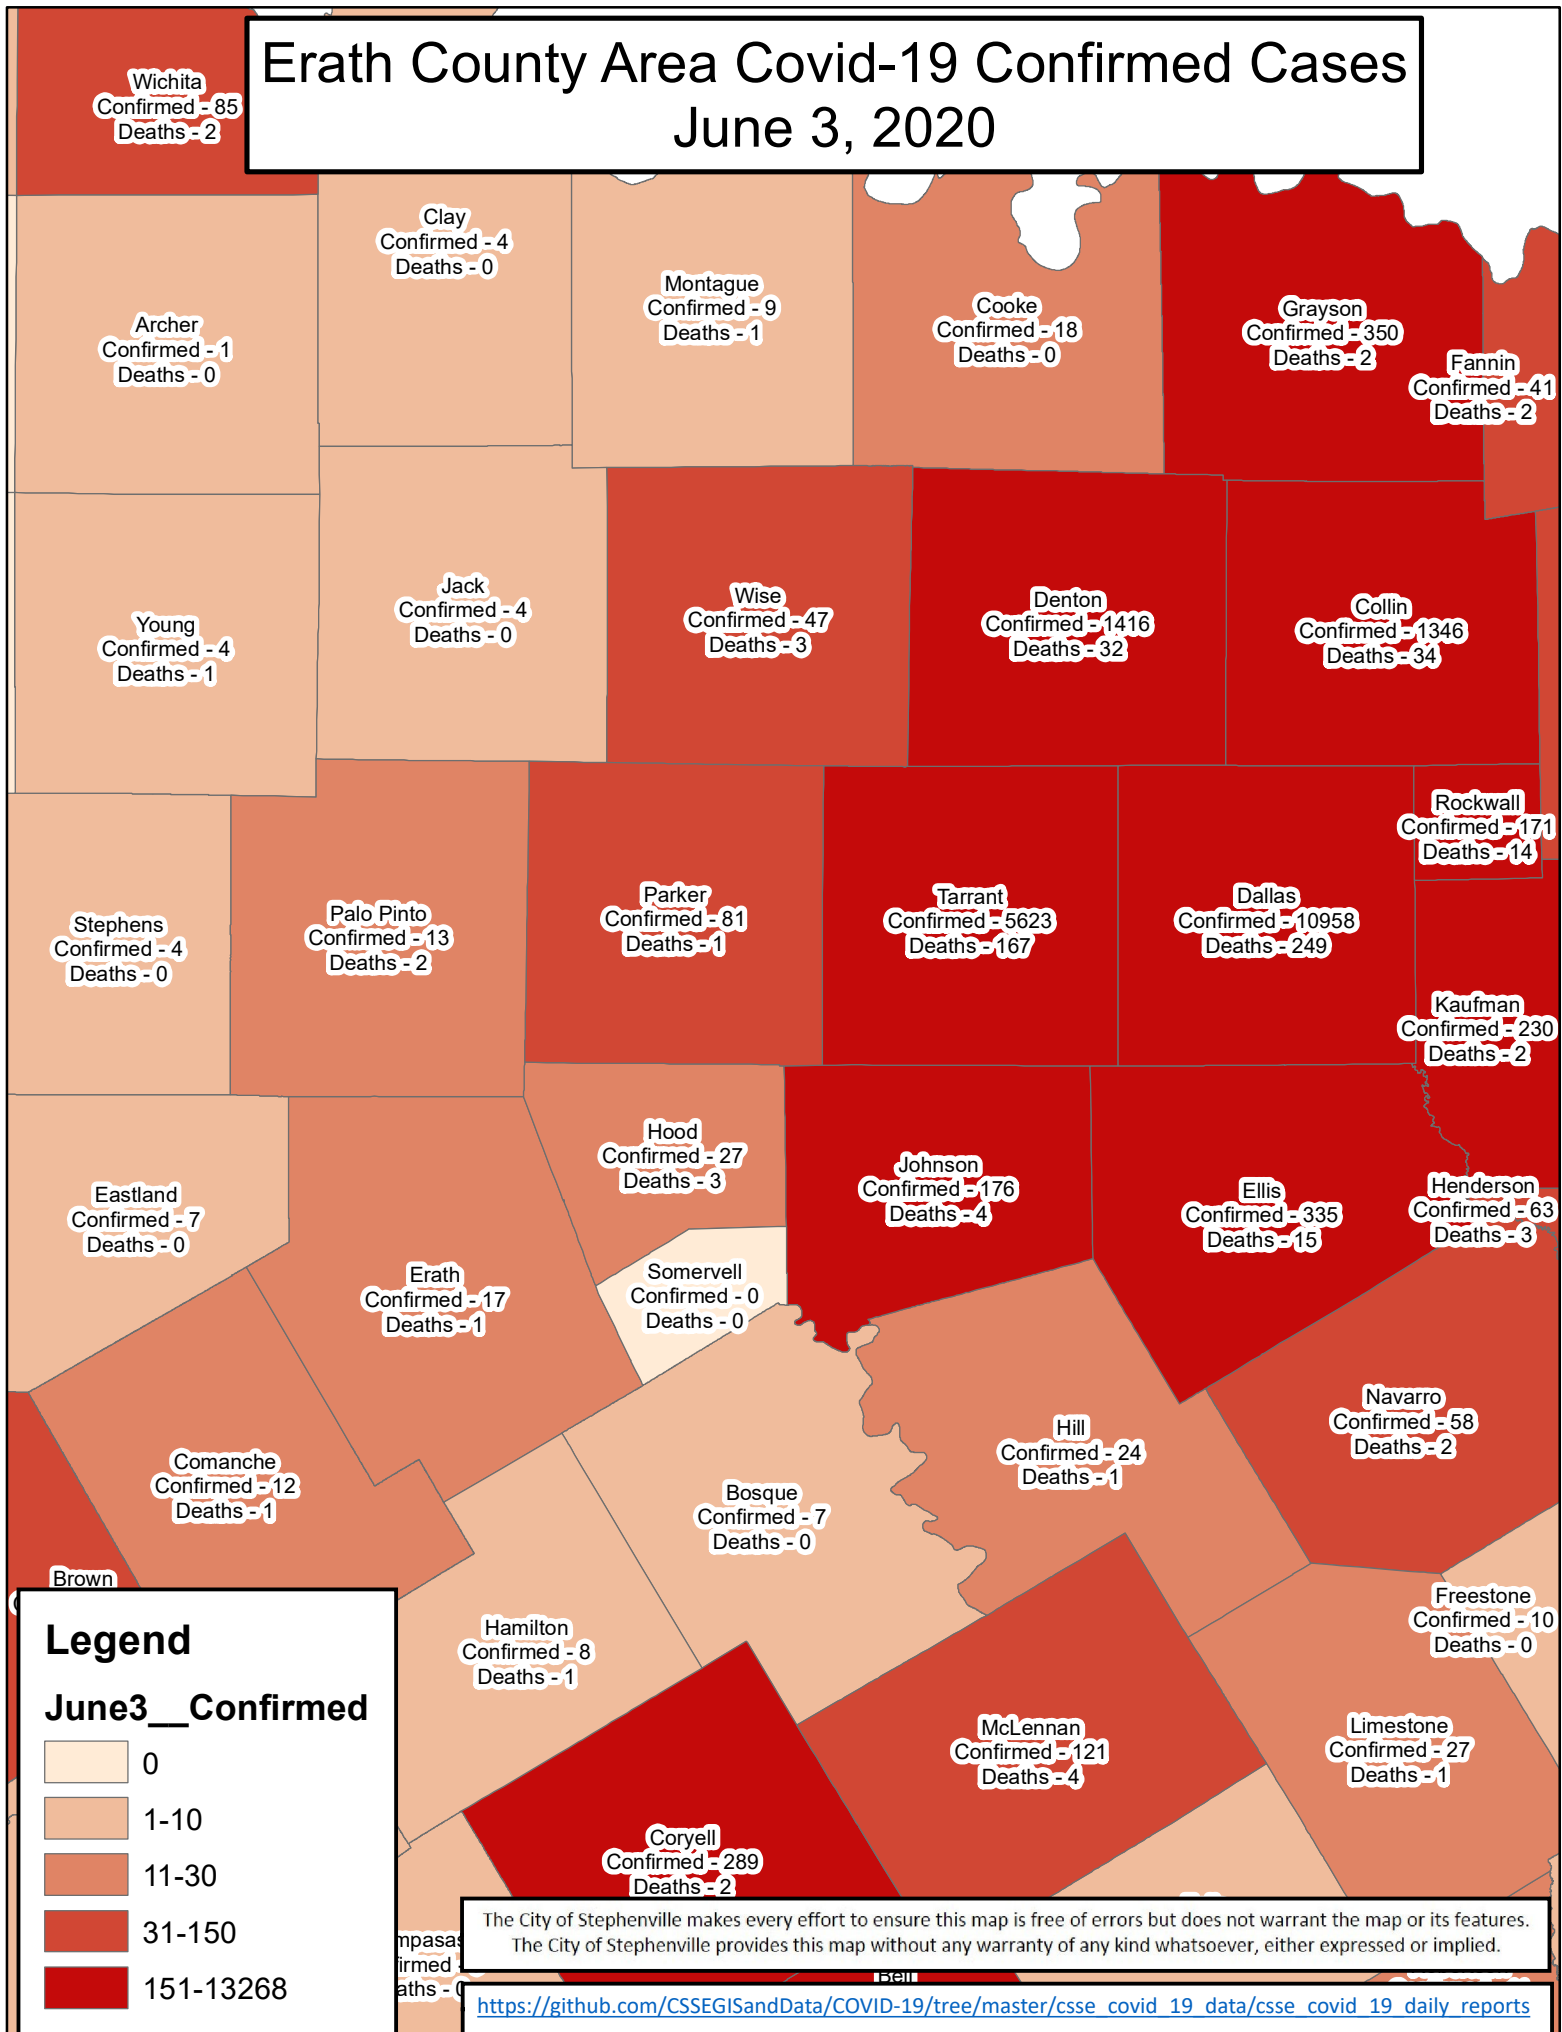 Erath County Area Covid-19 Confirmed Cases
June 3, 2020
Wichita
Confirmed - 85
Deaths - 2
Clay
Confirmed - 4
Deaths - 0
Montague
Confirmed - 9
Deaths - 1
Cooke
Confirmed - 18
Deaths - 0
Grayson
Confirmed - 350
Deaths - 2
Archer
Confirmed - 1
Deaths - 0
Fannin
Confirmed - 41
Deaths - 2
Young
Confirmed - 4
Deaths - 1
Jack
Confirmed - 4
Deaths - 0
Wise
Confirmed - 47
Deaths - 3
Denton
Confirmed - 1416
Deaths - 32
Collin
Confirmed - 1346
Deaths - 34
Rockwall
Confirmed - 171
Deaths - 14
Stephens
Confirmed - 4
Deaths - 0
Palo Pinto
Confirmed - 13
Deaths - 2
Parker
Confirmed - 81
Deaths - 1
Tarrant
Confirmed - 5623
Deaths - 167
Dallas
Confirmed - 10958
Deaths - 249
Kaufman
Confirmed - 230
Deaths - 2
Eastland
Confirmed - 7
Deaths - 0
Hood
Confirmed - 27
Deaths - 3
Johnson
Confirmed - 176
Deaths - 4
Ellis
Confirmed - 335
Deaths - 15
Henderson
Confirmed - 63
Deaths - 3
Erath
Confirmed - 17
Deaths - 1
Somervell
Confirmed - 0
Deaths - 0
Comanche
Confirmed - 12
Deaths - 1
Bosque
Confirmed - 7
Deaths - 0
Hill
Confirmed - 24
Deaths - 1
Navarro
Confirmed - 58
Deaths - 2
Brown
Hamilton
Confirmed - 8
Deaths - 1
Freestone
Confirmed - 10
Deaths - 0
McLennan
Confirmed - 121
Deaths - 4
Limestone
Confirmed - 27
Deaths - 1
Coryell
Confirmed - 289
Deaths - 2
mpasas
firmed -
aths - 0
Bell
Legend
June3__Confirmed
0
1-10
11-30
31-150
151-13268
The City of Stephenville makes every effort to ensure this map is free of errors but does not warrant the map or its features.
The City of Stephenville provides this map without any warranty of any kind whatsoever, either expressed or implied.
https://github.com/CSSEGISandData/COVID-19/tree/master/csse_covid_19_data/csse_covid_19_daily_reports